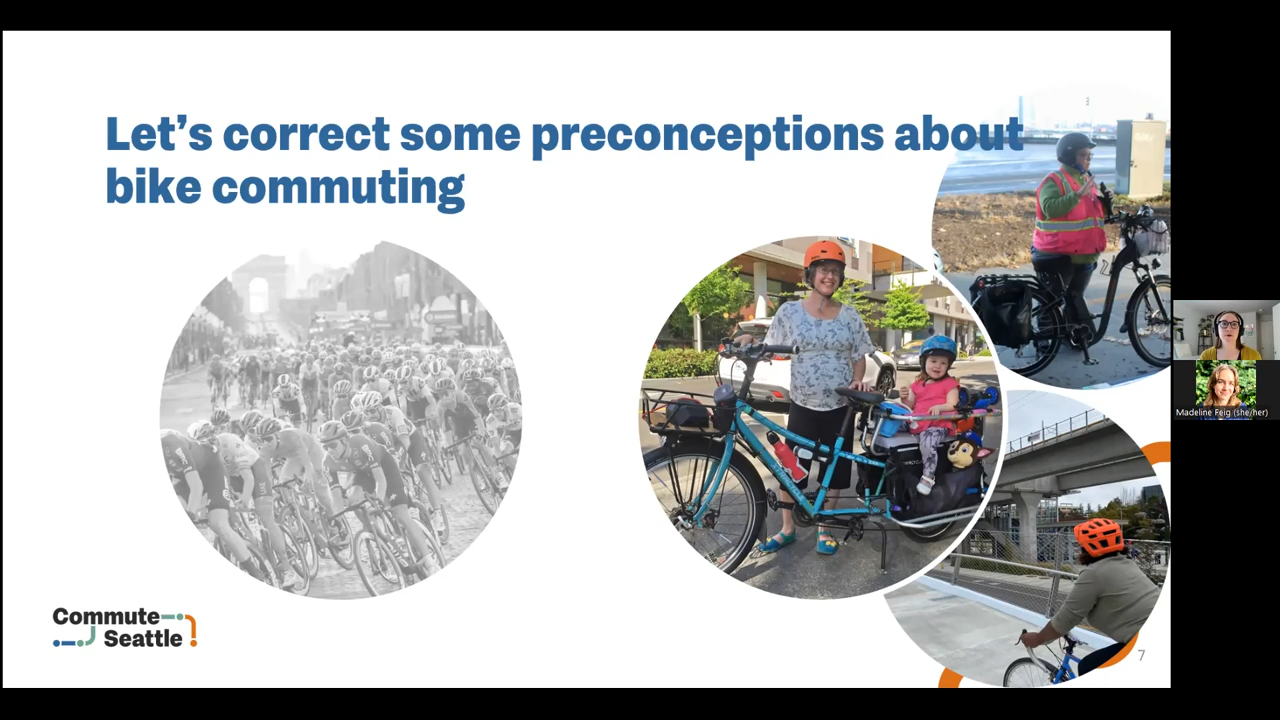 Let's correct some preconceptions about
bike commuting
Commute
Seattle
7
Madeline Feig (she/her)